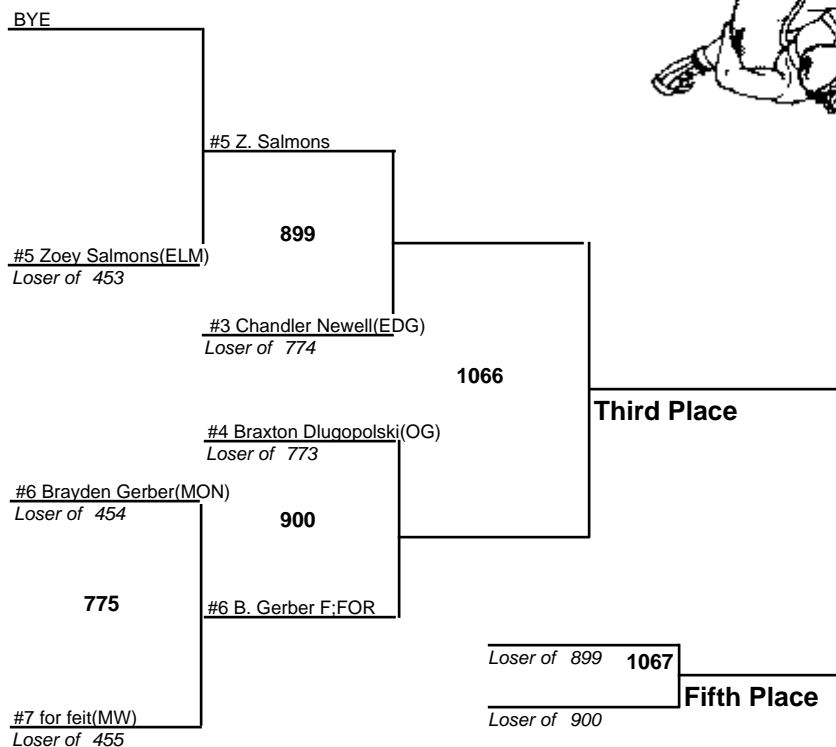 BYE
#5 Z. Salmons
899
#5 Zoey Salmons(ELM)
Loser of 453
#3 Chandler Newell(EDG)
Loser of 774
1066
Third Place
#4 Braxton Dlugopolski(OG)
Loser of 773
#6 Brayden Gerber(MON)
Loser of 454
900
775
#6 B. Gerber F;FOR
Loser of 899 1067
Fifth Place
Loser of 900
#7 for feit(MW)
Loser of 455